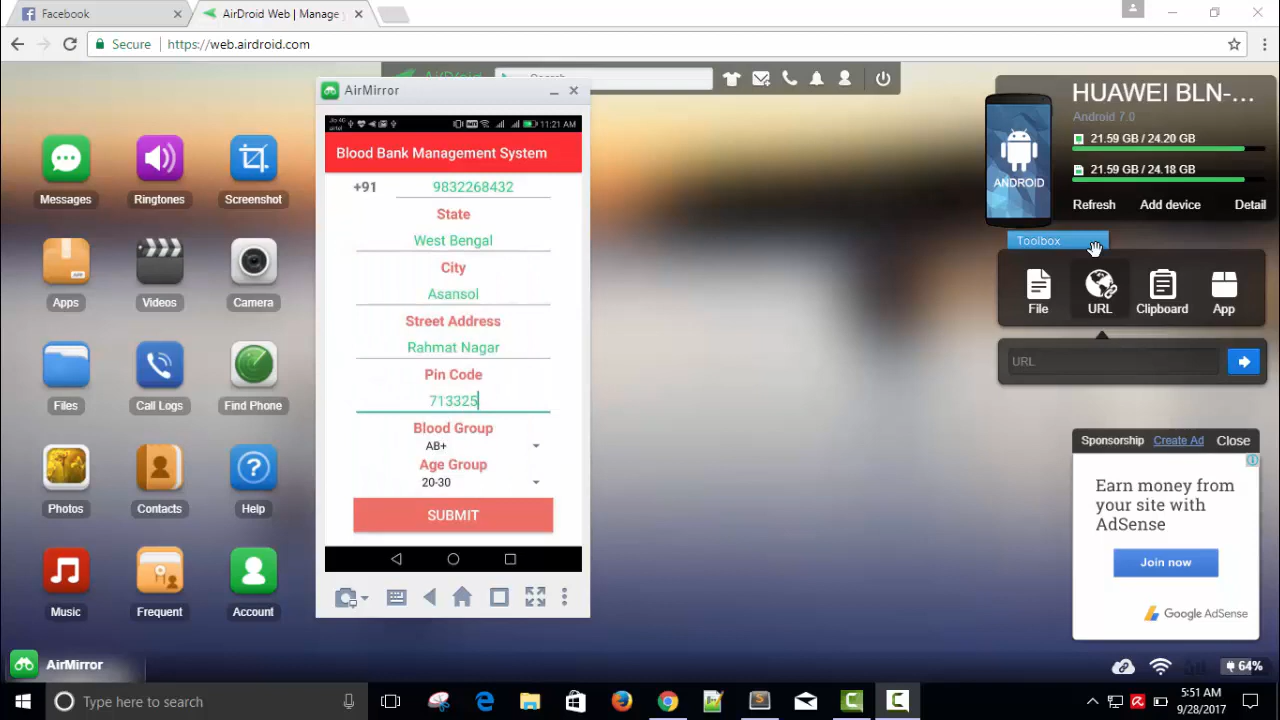 Facebook
AirDroid Web | Manage
Secure
https://web.airdroid.com
AirDroid
Search
AirMirror
11:21 AM
Blood Bank Management System
+91
9832268432
State
West Bengal
City
Asansol
Street Address
Rahmat Nagar
Pin Code
713325
Blood Group
AB+
Age Group
20-30
SUBMIT
Messages
Ringtones
Screenshot
Apps
Videos
Camera
Files
Call Logs
Find Phone
Photos
Contacts
Help
Music
Frequent
Account
HUAWEI BLN-...
Android 7.0
ANDROID
21.59 GB / 24.20 GB
21.59 GB / 24.18 GB
Refresh
Add device
Detail
Toolbox
File
URL
Clipboard
App
URL
Sponsorship
Create Ad
Close
Earn money from
your site with
AdSense
Join now
Google AdSense
AirMirror
64%
Type here to search
5:51 AM
9/28/2017